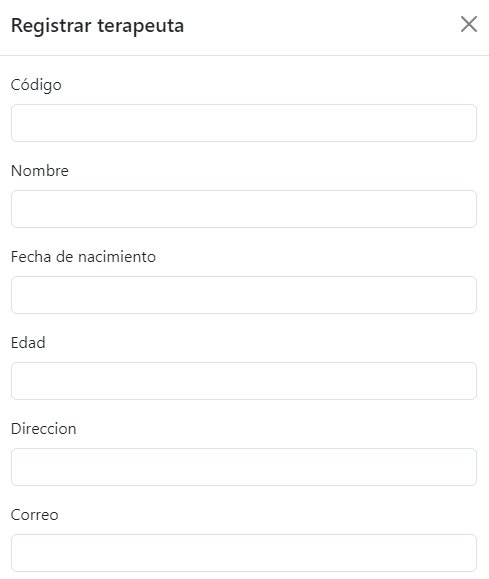 Registrar terapeuta
Código
Nombre
Fecha de nacimiento
Edad
Direccion
Correo